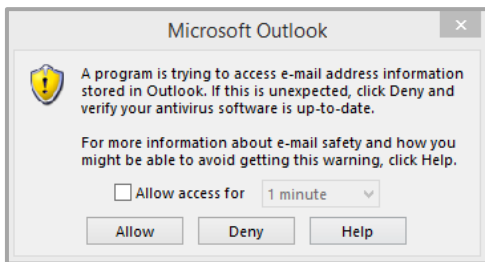 Microsoft Outlook
A program is trying to access e-mail address information
stored in Outlook. If this is unexpected, click Deny and
verify your antivirus software is up-to-date.
For more information about e-mail safety and how you
might be able to avoid getting this warning, click Help.
Allow access for 1 minute
Allow Deny Help